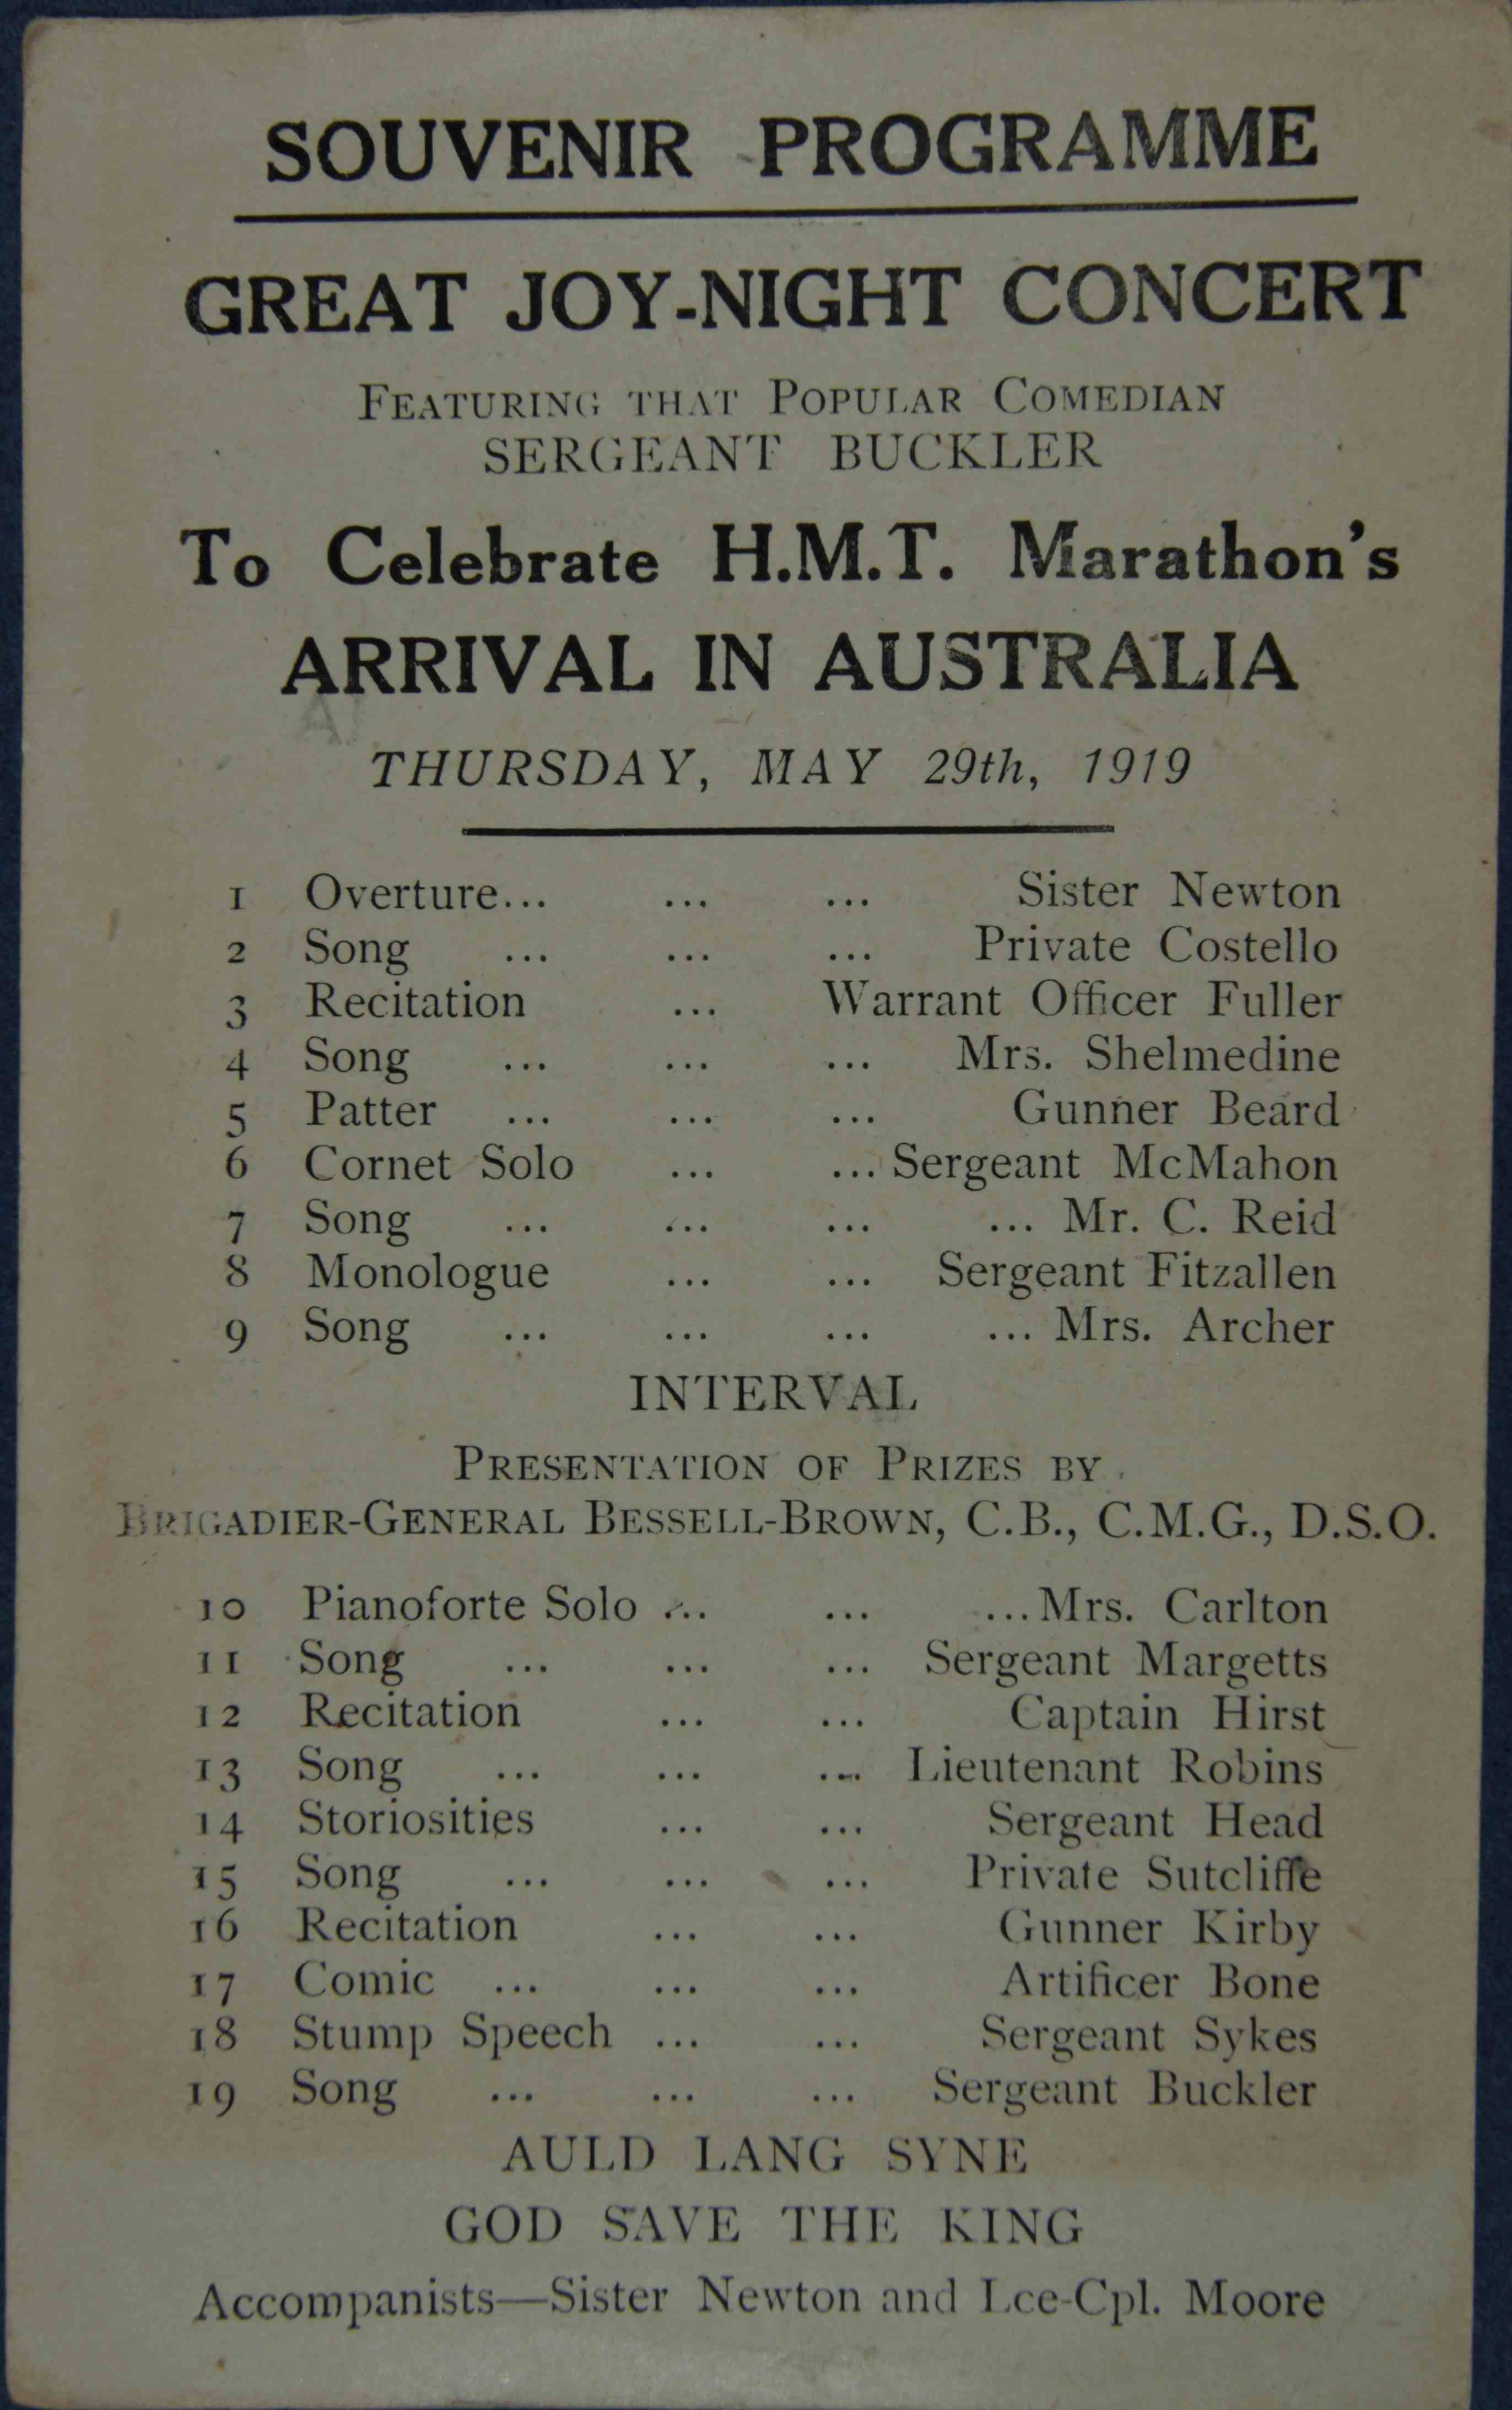 SOUVENIR PROGRAMME
GREAT JOY-NIGHT CONCERT
FEATURING THAT POPULAR COMEDIAN
SERGEANT BUCKLER
To Celebrate H.M.T. Marathon's
ARRIVAL IN AUSTRALIA
THURSDAY, MAY 29th, 1919
1 Overture... ... ... Sister Newton
2 Song ... ... ... Private Costello
3 Recitation ... Warrant Officer Fuller
4 Song ... ... ... Mrs. Shelmedine
5 Patter ... ... ... Gunner Beard
6 Cornet Solo ... ... Sergeant McMahon
7 Song ... ... ... ... Mr. C. Reid
8 Monologue ... ... Sergeant Fitzallen
9 Song ... ... ... ... Mrs. Archer
INTERVAL
PRESENTATION OF PRIZES BY
BRIGADIER-GENERAL BESSELL-BROWN, C.B., C.M.G., D.S.O.
10 Pianoforte Solo ... ... ... Mrs. Carlton
11 Song ... ... ... Sergeant Margetts
12 Recitation ... ... Captain Hirst
13 Song ... ... ... Lieutenant Robins
14 Storiosities ... ... Sergeant Head
15 Song ... ... ... Private Sutcliffe
16 Recitation ... ... Gunner Kirby
17 Comic ... ... ... Artificer Bone
18 Stump Speech ... ... Sergeant Sykes
19 Song ... ... ... Sergeant Buckler
AULD LANG SYNE
GOD SAVE THE KING
Accompanists—Sister Newton and Lce-Cpl. Moore